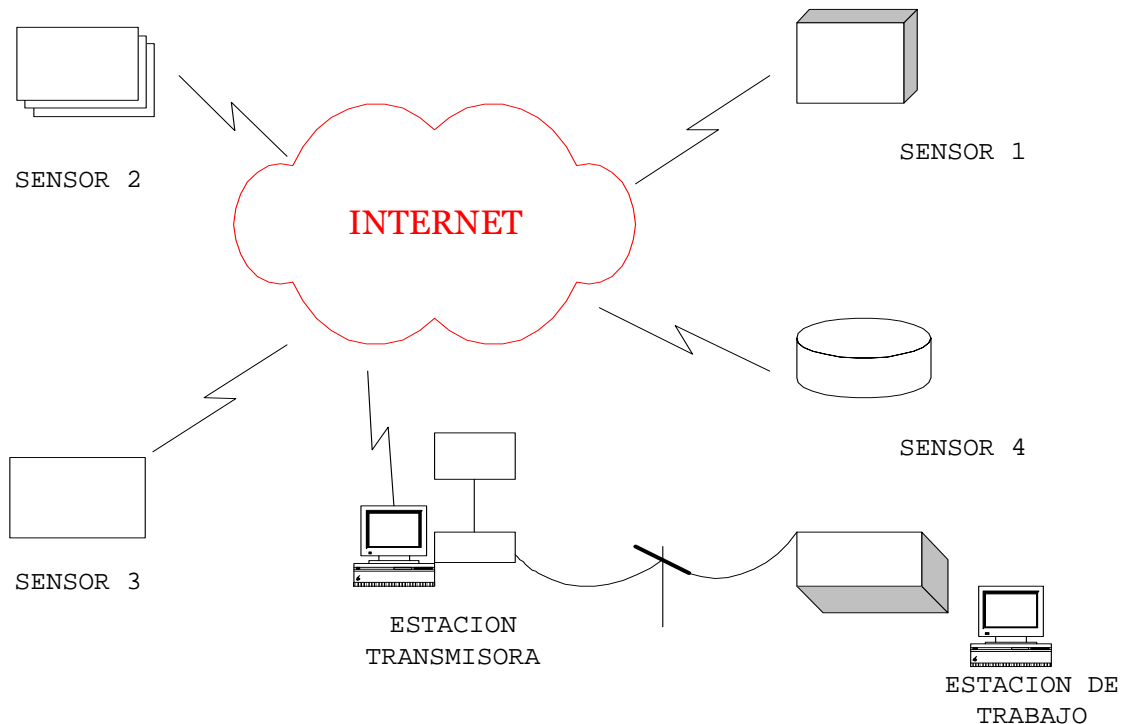 SENSOR 1
SENSOR 2
INTERNET
SENSOR 4
SENSOR 3
ESTACION
TRANSMISORA
ESTACION DE
TRABAJO